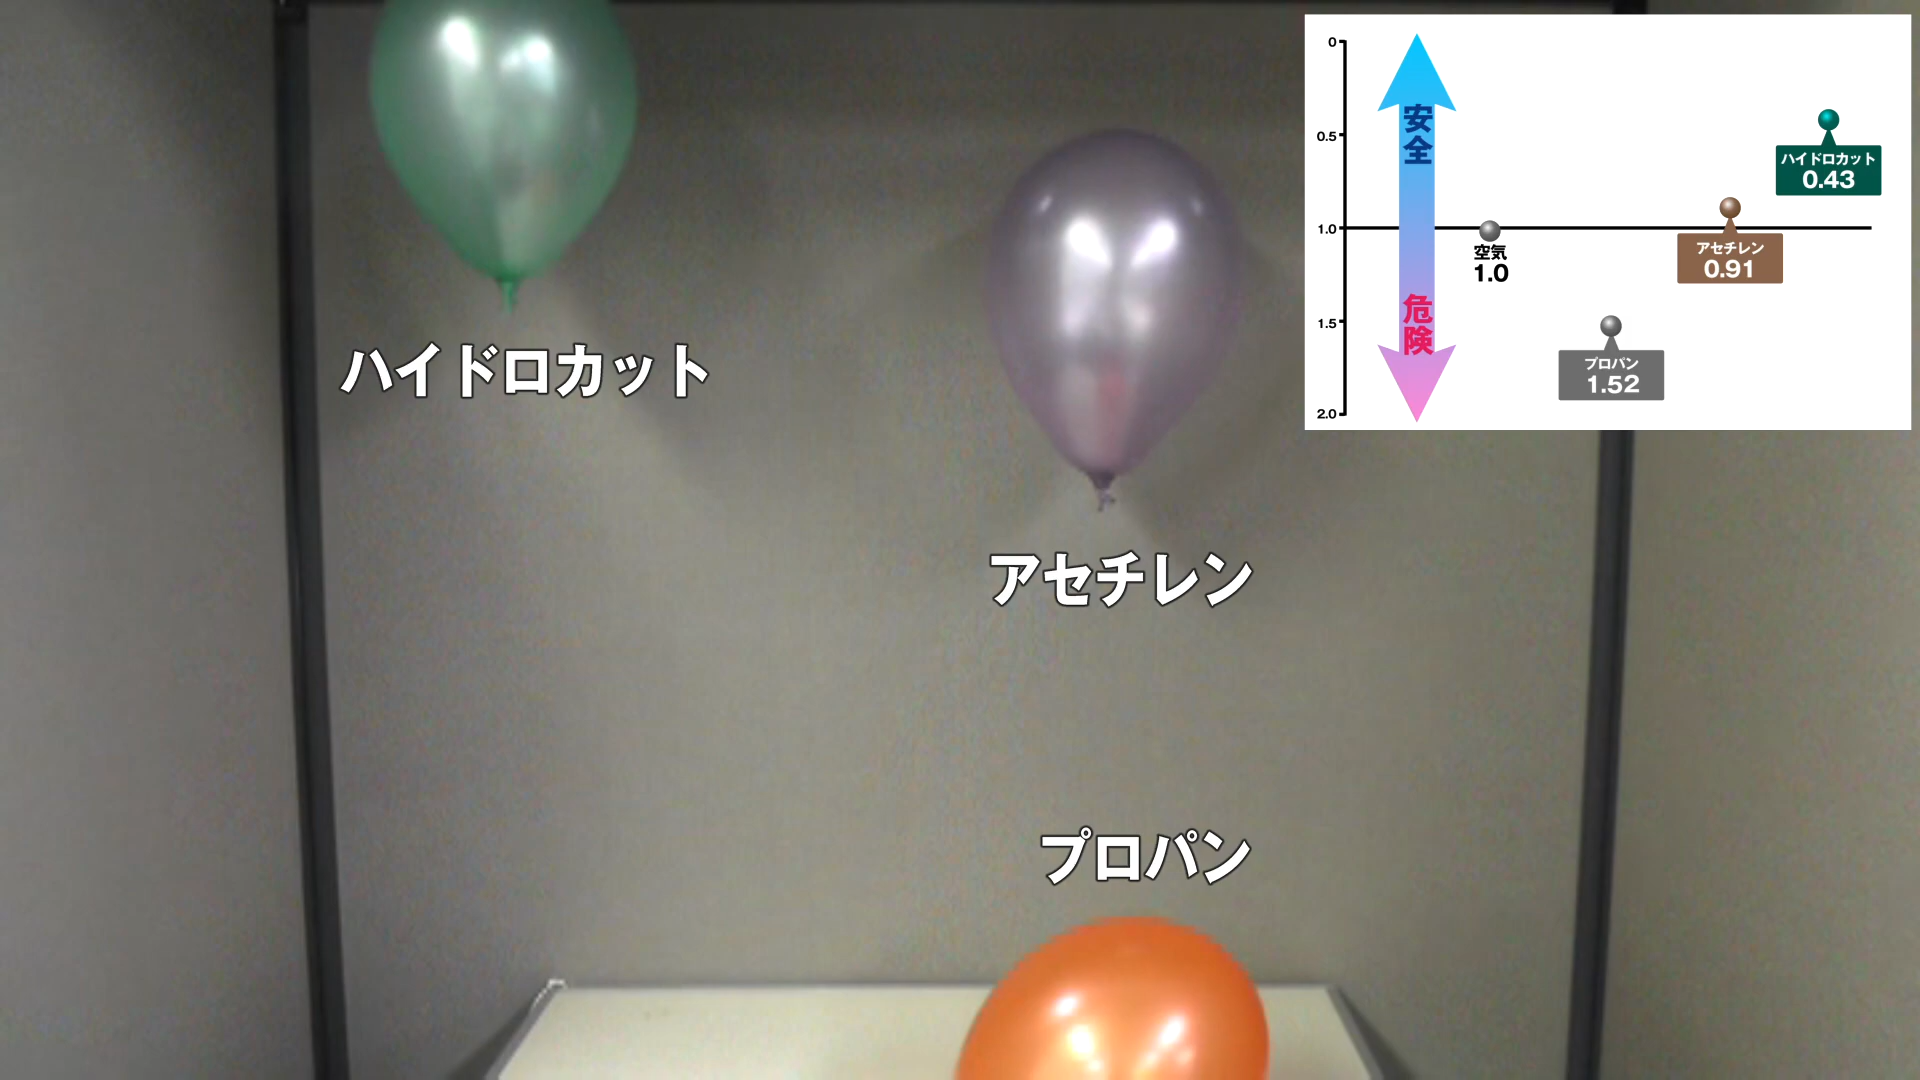 ハイドロカット
アセチレン
プロパン
0
0.5
1.0
1.5
2.0
安全
危険
空気
1.0
プロパン
1.52
アセチレン
0.91
ハイドロカット
0.43